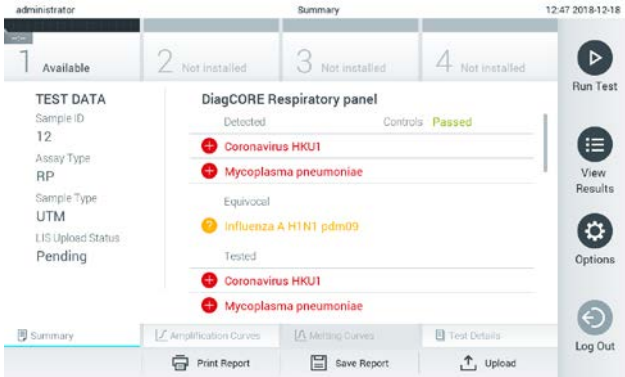 administrator Summary 12:47 2018-12-18
1 Available 2 Not installed 3 Not installed 4 Not installed
Run Test
View
Results
Options
Log Out
TEST DATA
Sample ID
12
Assay Type
RP
Sample Type
UTM
LIS Upload Status
Pending
DiagCORE Respiratory panel
Detected Controls Passed
Coronavirus HKU1
Mycoplasma pneumoniae
Equivocal
Influenza A H1N1 pdm09
Tested
Coronavirus HKU1
Mycoplasma pneumoniae
Summary Amplification Curves Melting Curves Test Details
Print Report Save Report Upload